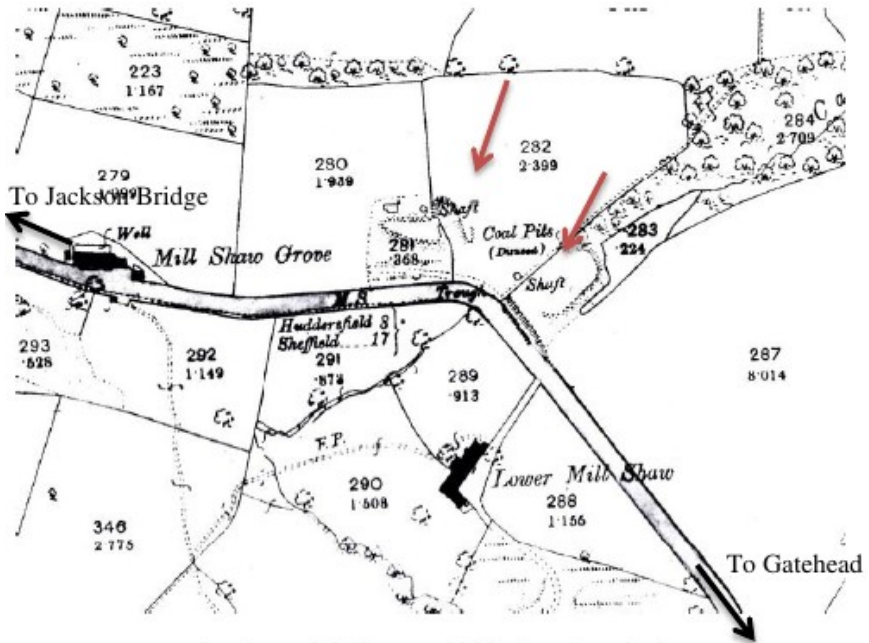 223
1·167
279
280
1·939
282
2·399
284
2·709
To Jackson Bridge
Well
Mill Shaw Grove
Shaft
281
·368
Coal Pits
(Disused)
Shaft
283
·224
M.S.
Trough
Huddersfield 8
Sheffield 17
293
·528
292
1·149
291
·873
289
·913
287
8·014
F.P.
290
1·508
Lower Mill Shaw
288
1·155
346
2·775
To Gatehead